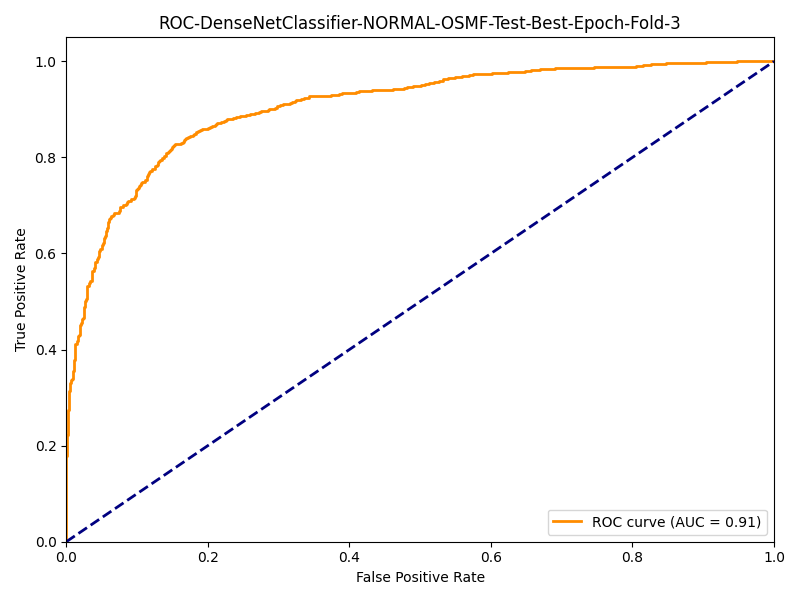 ROC-DenseNetClassifier-NORMAL-OSMF-Test-Best-Epoch-Fold-3
True Positive Rate
1.0
0.8
0.6
0.4
0.2
0.0
ROC curve (AUC = 0.91)
0.0 0.2 0.4 0.6 0.8 1.0
False Positive Rate